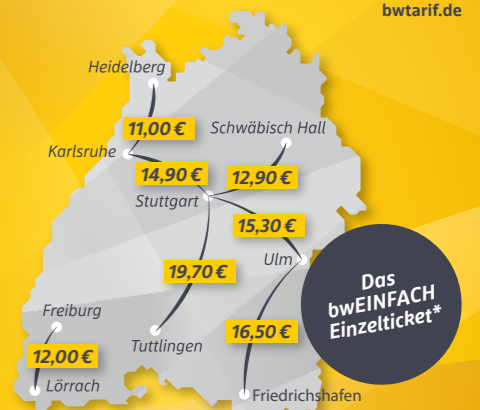 bwtarif.de
Heidelberg
11,00 €
Schwäbisch Hall
Karlsruhe
14,90 €
12,90 €
Stuttgart
15,30 €
Ulm
19,70 €
Das
bwEINFACH
Einzelticket*
Freiburg
16,50 €
Tuttlingen
12,00 €
Lörrach
Friedrichshafen